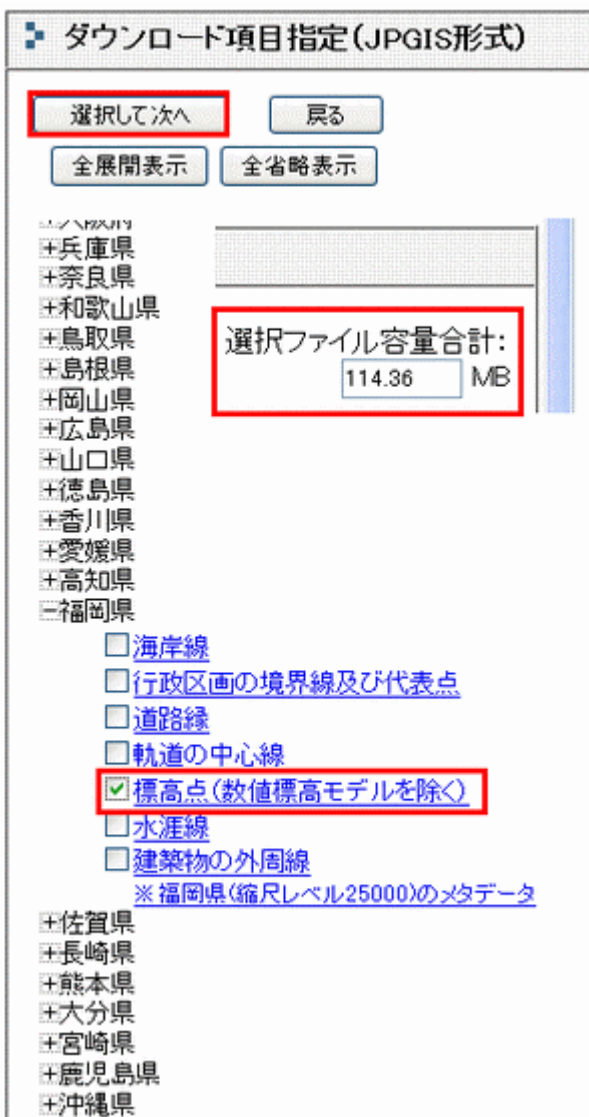 ダウンロード項目指定(JPGIS形式)
選択して次へ 戻る
全展開表示 全省略表示
+兵庫県
+奈良県
+和歌山県
+鳥取県
+島根県
+岡山県
+広島県
+山口県
+徳島県
+香川県
+愛媛県
+高知県
-福岡県
海岸線
行政区画の境界線及び代表点
道路縁
軌道の中心線
標高点(数値標高モデルを除く)
水涯線
建築物の外周線
※福岡県(縮尺レベル25000)のメタデータ
+佐賀県
+長崎県
+熊本県
+大分県
+宮崎県
+鹿児島県
+沖縄県
選択ファイル容量合計:
114.36 MB